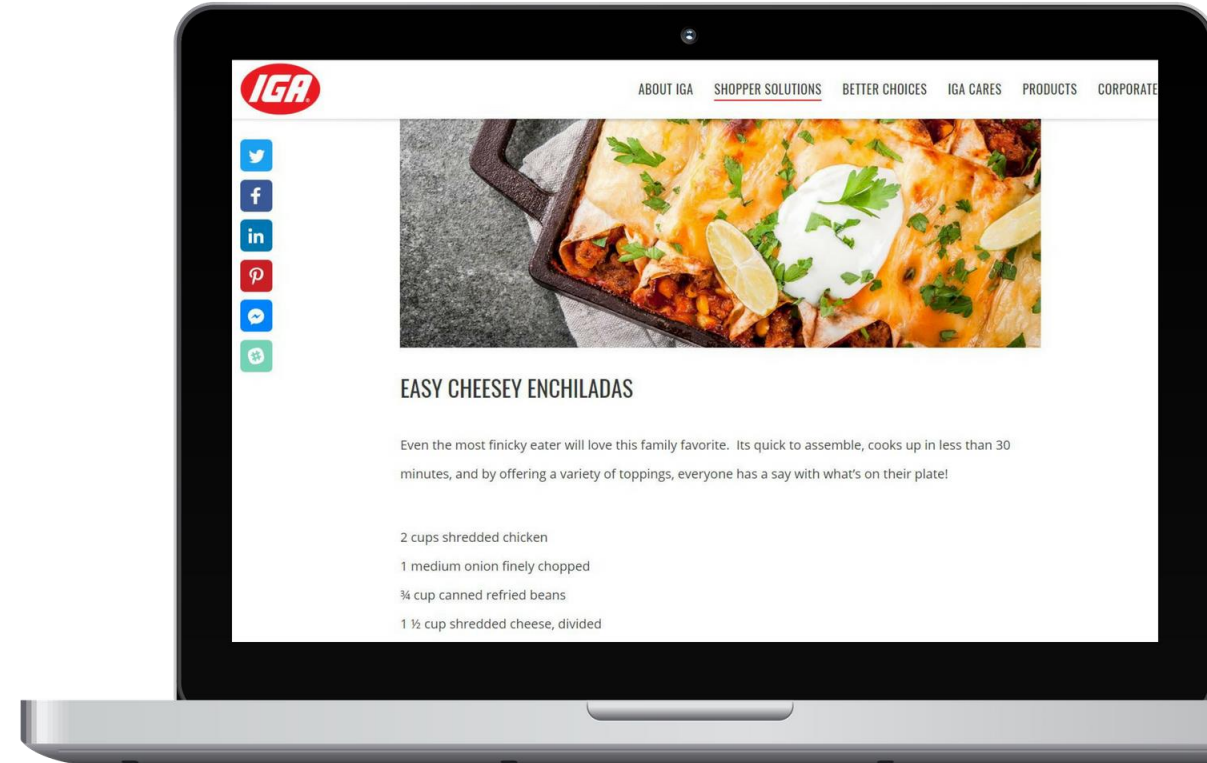 IGA
ABOUT IGA SHOPPER SOLUTIONS BETTER CHOICES IGA CARES PRODUCTS CORPORATE
EASY CHEESEY ENCHILADAS
Even the most finicky eater will love this family favorite. Its quick to assemble, cooks up in less than 30
minutes, and by offering a variety of toppings, everyone has a say with what's on their plate!
2 cups shredded chicken
1 medium onion finely chopped
¾ cup canned refried beans
1 ½ cup shredded cheese, divided